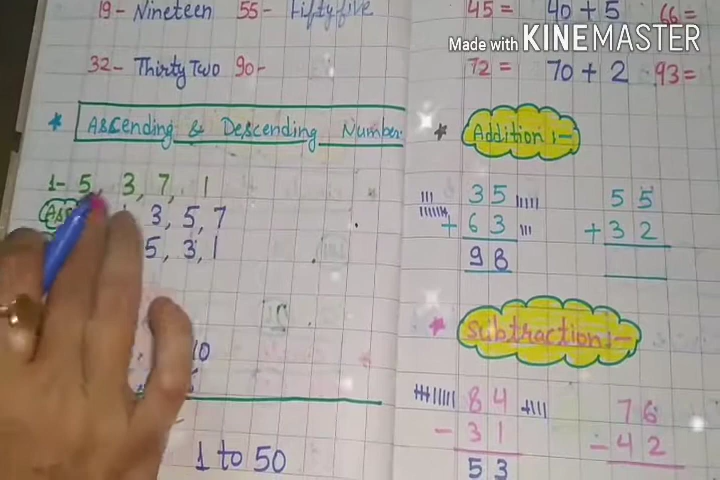 19- Nineteen 55- Fiftyfive
32- Thirty Two 90-
* Ascending & Descending Number.
1- 5, 3, 7, 1
3, 5, 7
5, 3, 1
10
1 to 50
45= 40+5 66=
Made with KINEMASTER
72= 70+2 93=
* Addition:-
35 55
+63 +32
98
* Subtraction:-
84 76
-31 -42
53